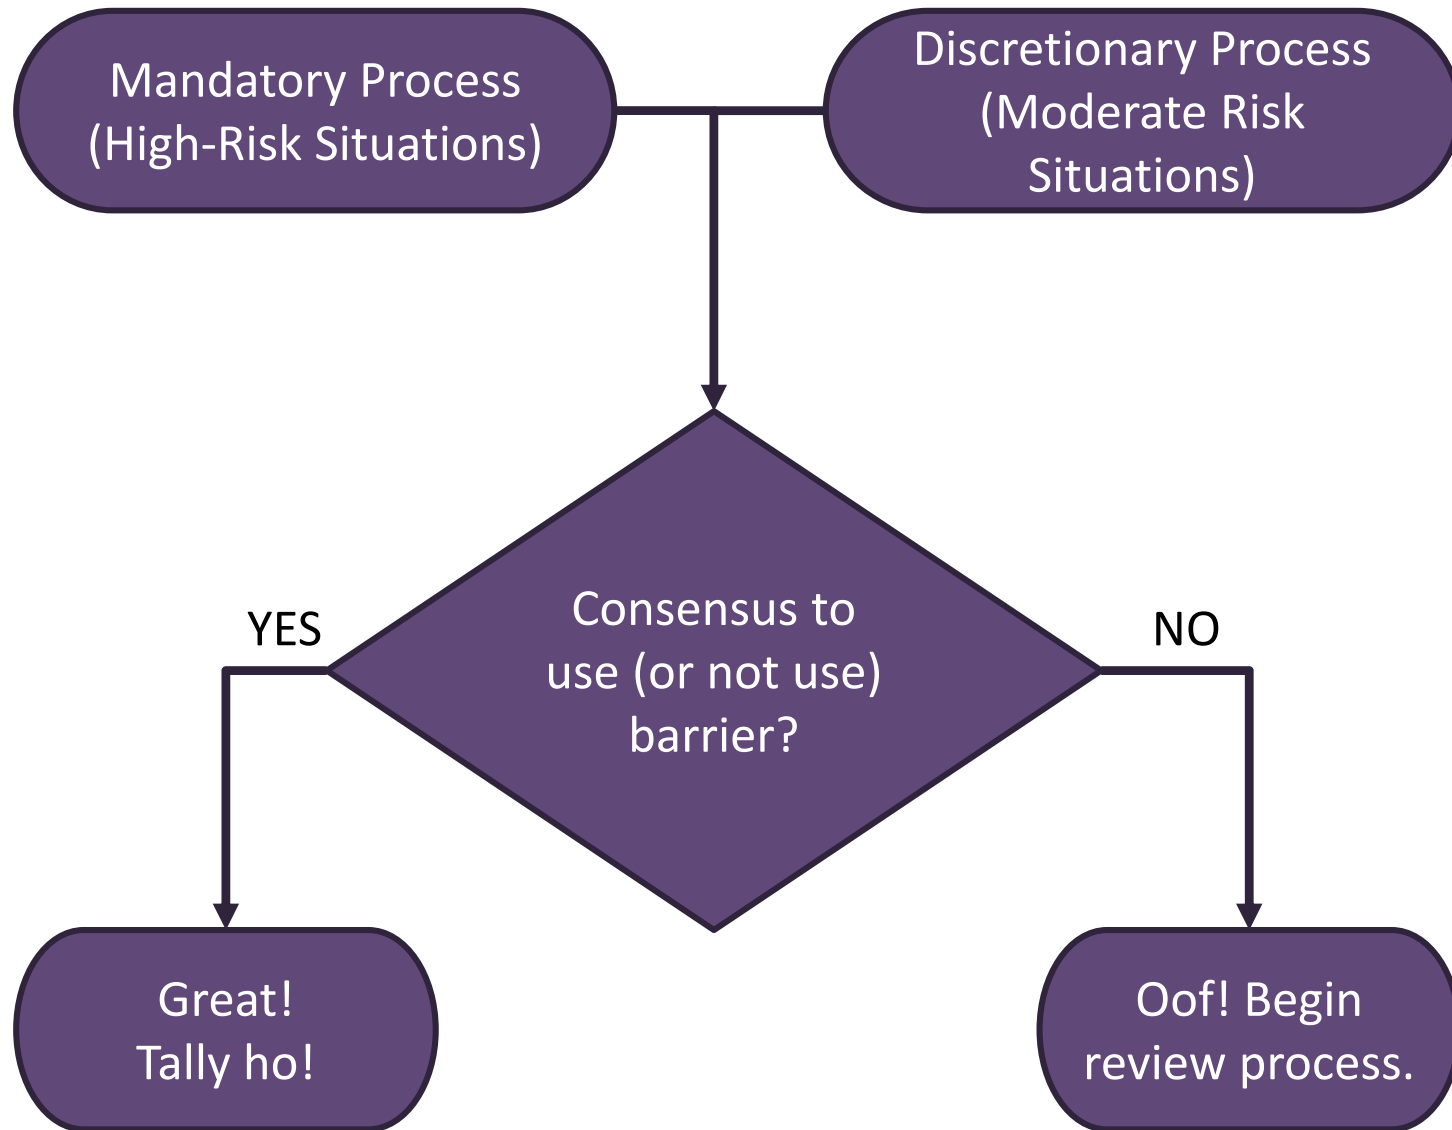 Mandatory Process
(High-Risk Situations)
Discretionary Process
(Moderate Risk
Situations)
Consensus to
use (or not use)
barrier?
YES
NO
Great!
Tally ho!
Oof! Begin
review process.